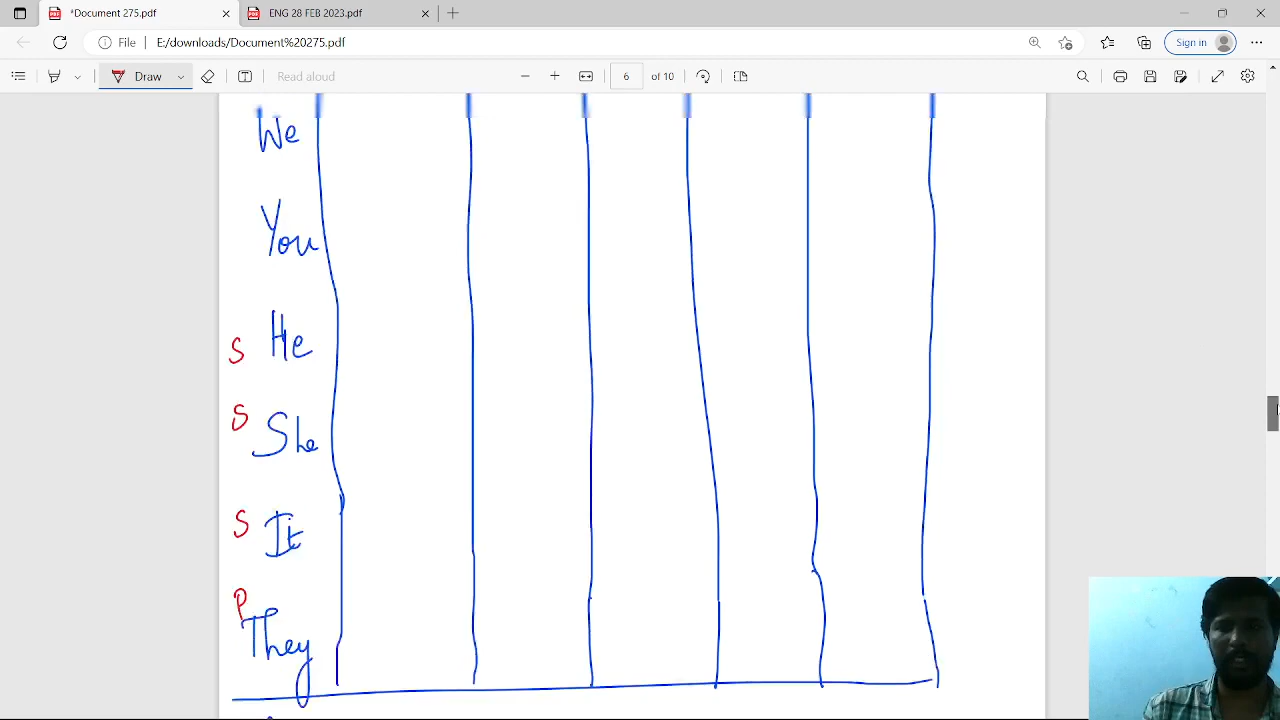 *Document 275.pdf
ENG 28 FEB 2023.pdf
File
E:/downloads/Document%20275.pdf
Sign in
Draw
Read aloud
6 of 10
We
You
S He
S She
S It
P They